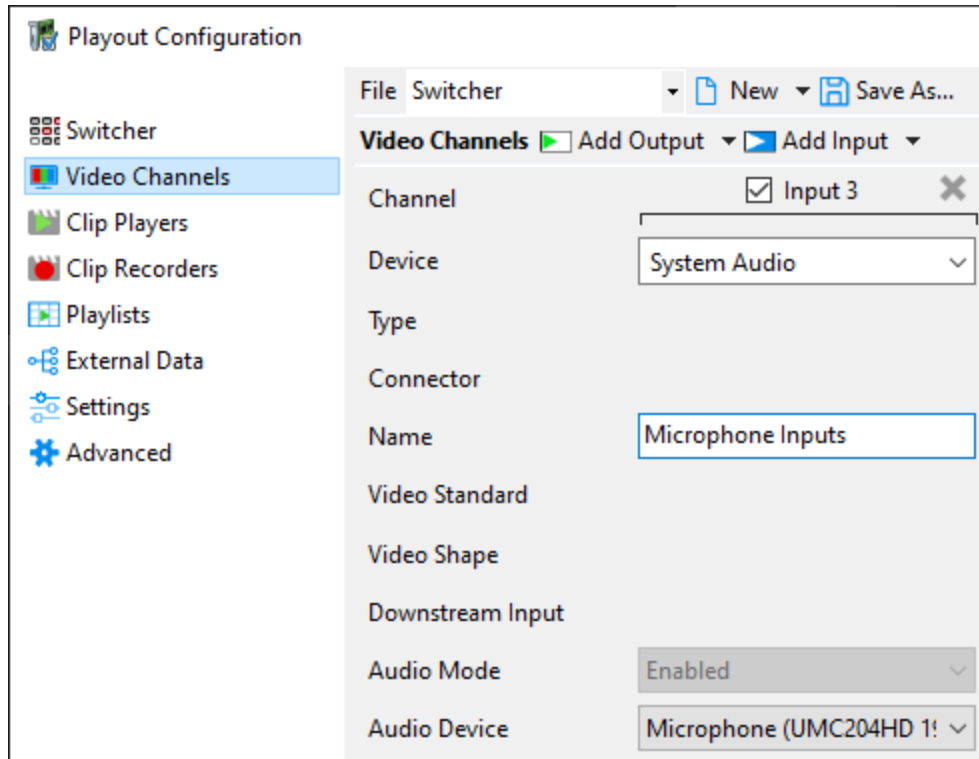 Playout Configuration
File Switcher New Save As...
Switcher
Video Channels Add Output Add Input
Video Channels
Channel Input 3
Clip Players
Device System Audio
Clip Recorders
Playlists
Type
External Data
Connector
Settings
Name Microphone Inputs
Advanced
Video Standard
Video Shape
Downstream Input
Audio Mode Enabled
Audio Device Microphone (UMC204HD